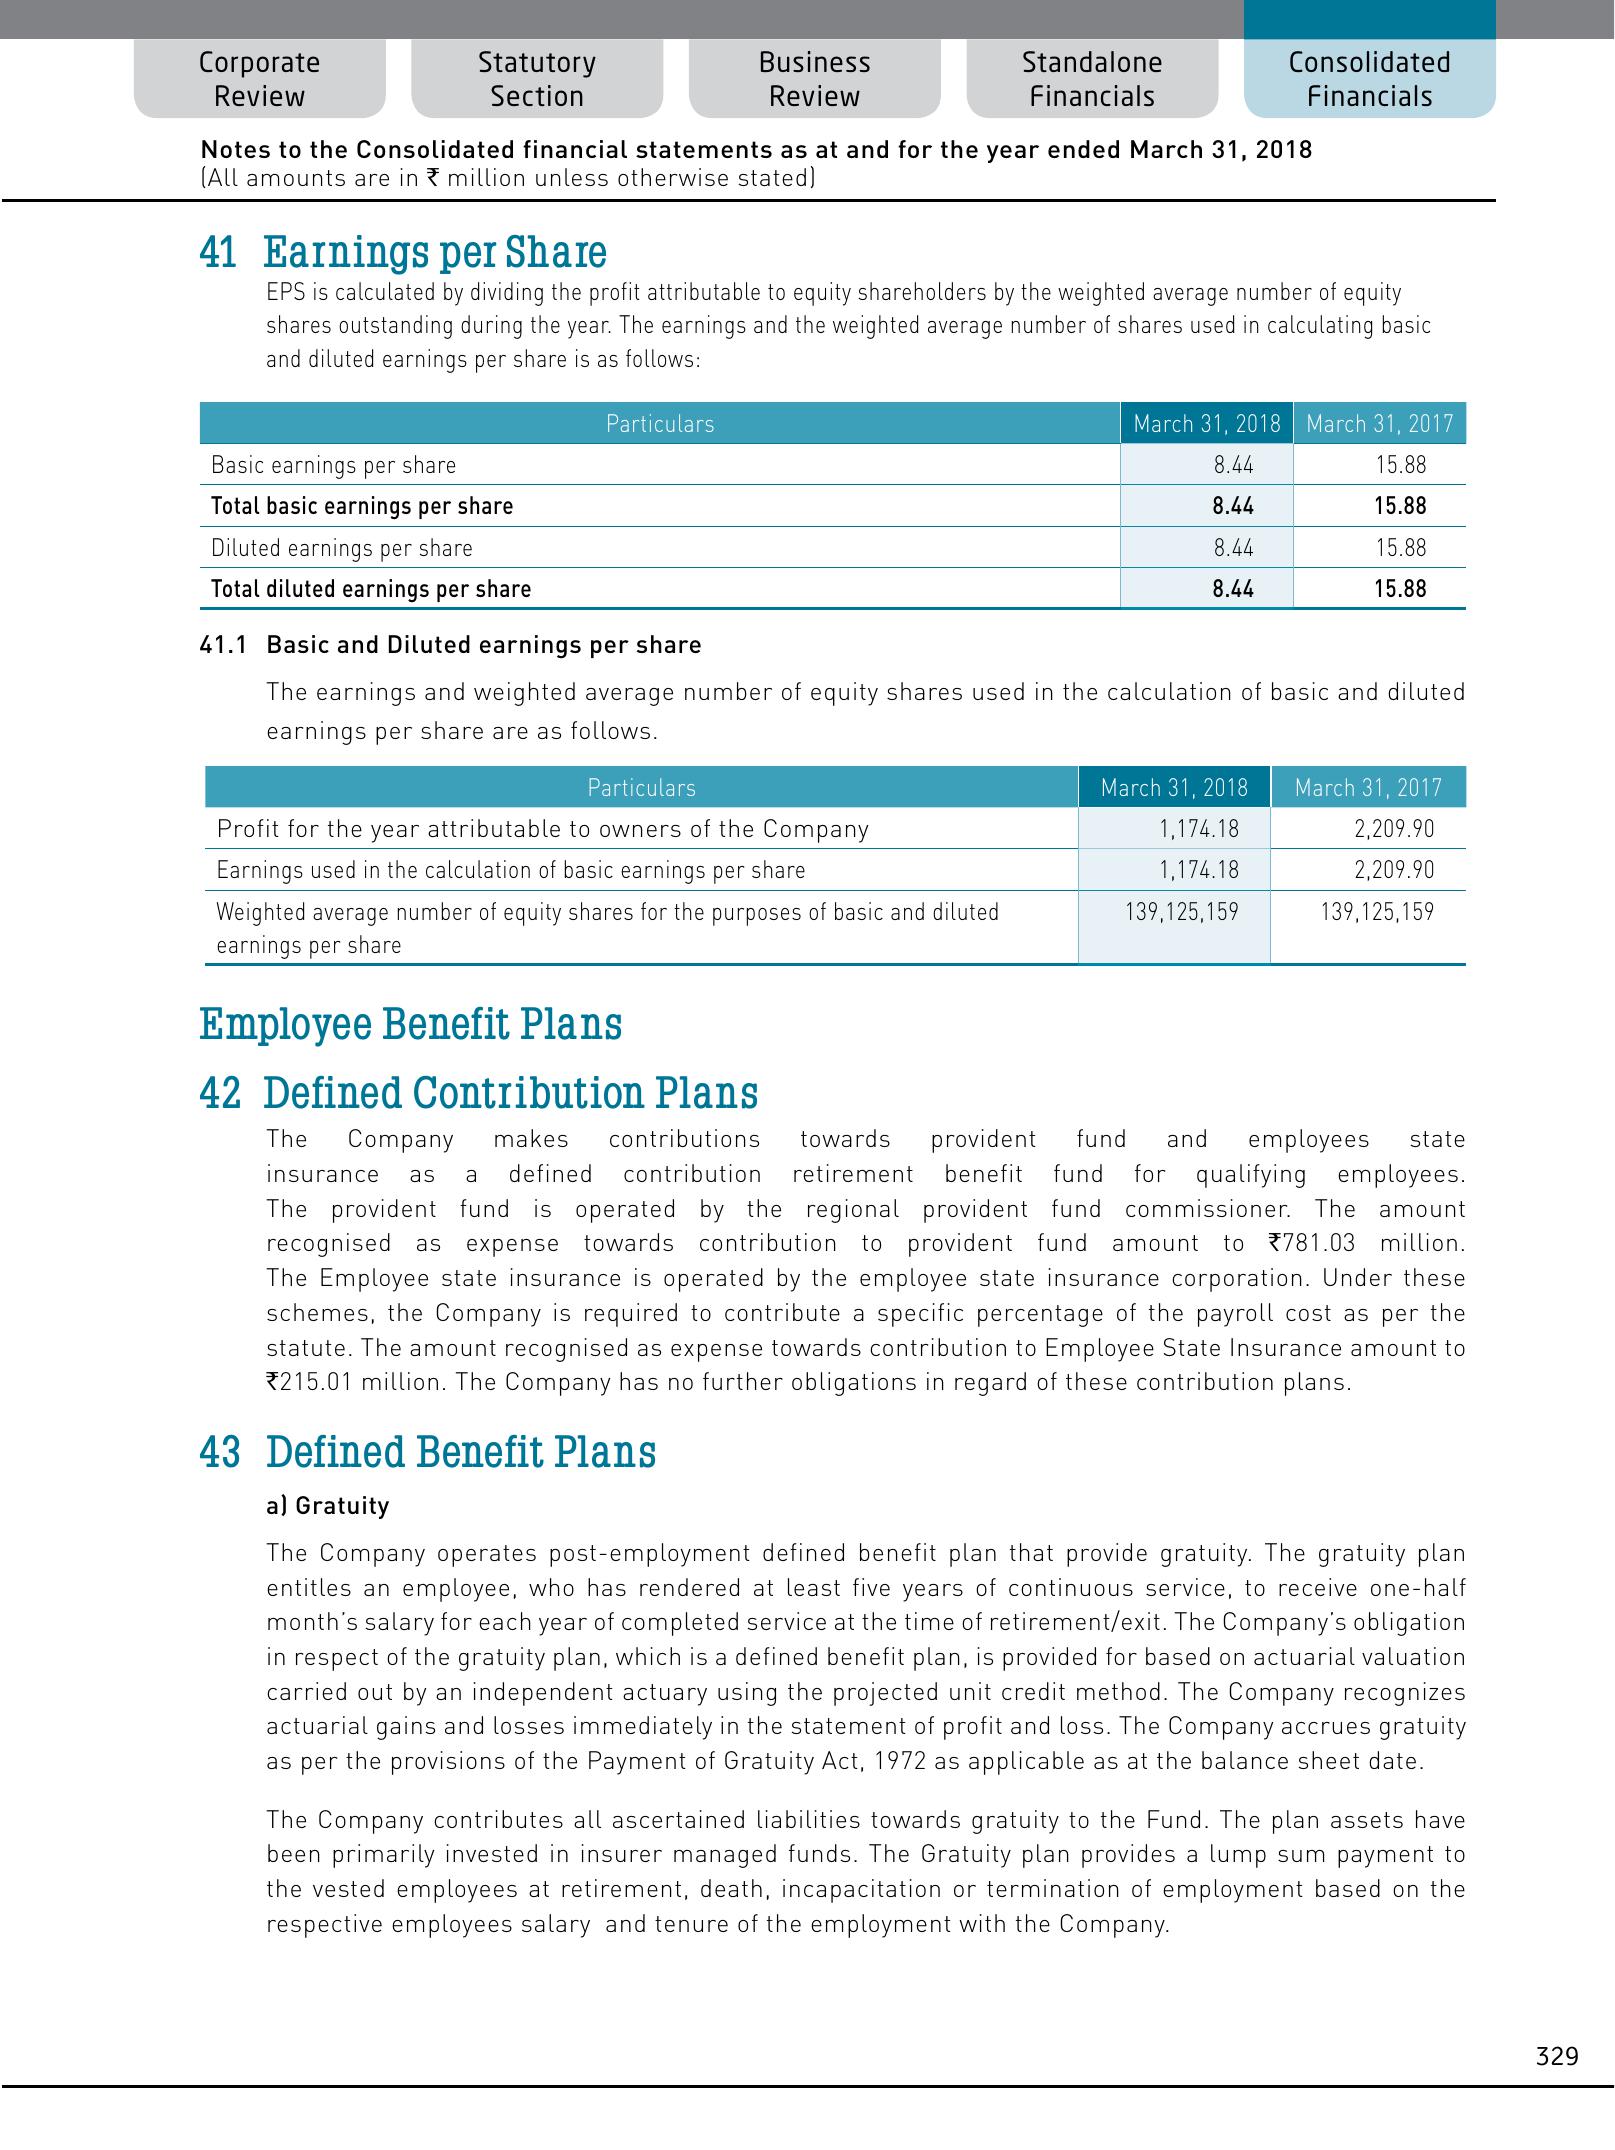 Corporate Review
Statutory Section
Business Review
Standalone Financials
Consolidated Financials
Notes to the Consolidated financial statements as at and for the year ended March 31, 2018
(All amounts are in ₹ million unless otherwise stated)
41 Earnings per Share
EPS is calculated by dividing the profit attributable to equity shareholders by the weighted average number of equity
shares outstanding during the year. The earnings and the weighted average number of shares used in calculating basic
and diluted earnings per share is as follows:
Particulars March 31, 2018 March 31, 2017
Basic earnings per share 8.44 15.88
Total basic earnings per share 8.44 15.88
Diluted earnings per share 8.44 15.88
Total diluted earnings per share 8.44 15.88
41.1 Basic and Diluted earnings per share
The earnings and weighted average number of equity shares used in the calculation of basic and diluted
earnings per share are as follows.
Particulars March 31, 2018 March 31, 2017
Profit for the year attributable to owners of the Company 1,174.18 2,209.90
Earnings used in the calculation of basic earnings per share 1,174.18 2,209.90
Weighted average number of equity shares for the purposes of basic and diluted 139,125,159 139,125,159
earnings per share
Employee Benefit Plans
42 Defined Contribution Plans
The Company makes contributions towards provident fund and employees state
insurance as a defined contribution retirement benefit fund for qualifying employees.
The provident fund is operated by the regional provident fund commissioner. The amount
recognised as expense towards contribution to provident fund amount to ₹781.03 million.
The Employee state insurance is operated by the employee state insurance corporation. Under these
schemes, the Company is required to contribute a specific percentage of the payroll cost as per the
statute. The amount recognised as expense towards contribution to Employee State Insurance amount to
₹215.01 million. The Company has no further obligations in regard of these contribution plans.
43 Defined Benefit Plans
a) Gratuity
The Company operates post-employment defined benefit plan that provide gratuity. The gratuity plan
entitles an employee, who has rendered at least five years of continuous service, to receive one-half
month's salary for each year of completed service at the time of retirement/exit. The Company's obligation
in respect of the gratuity plan, which is a defined benefit plan, is provided for based on actuarial valuation
carried out by an independent actuary using the projected unit credit method. The Company recognizes
actuarial gains and losses immediately in the statement of profit and loss. The Company accrues gratuity
as per the provisions of the Payment of Gratuity Act, 1972 as applicable as at the balance sheet date.
The Company contributes all ascertained liabilities towards gratuity to the Fund. The plan assets have
been primarily invested in insurer managed funds. The Gratuity plan provides a lump sum payment to
the vested employees at retirement, death, incapacitation or termination of employment based on the
respective employees salary and tenure of the employment with the Company.
329